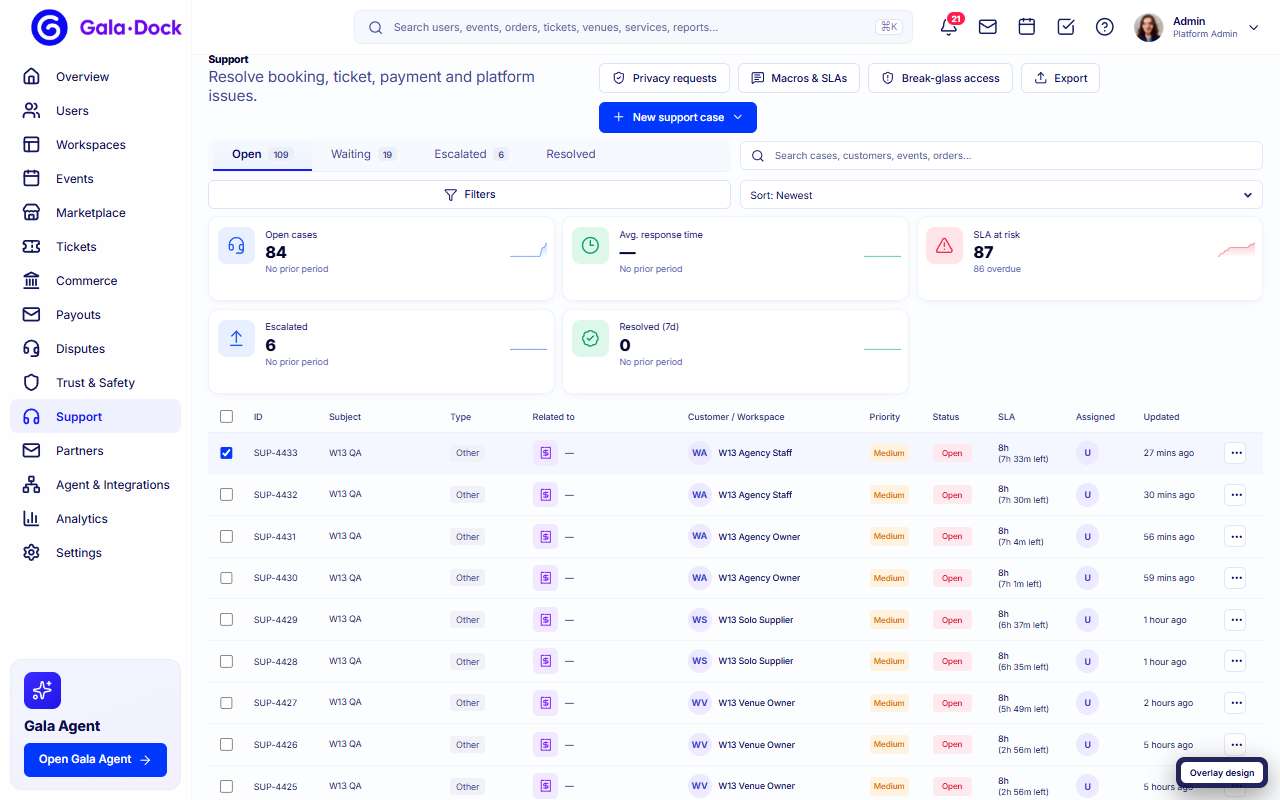 Gala·Dock
Search users, events, orders, tickets, venues, services, reports...
⌘K
21
Admin
Platform Admin
Overview
Users
Workspaces
Events
Marketplace
Tickets
Commerce
Payouts
Disputes
Trust & Safety
Support
Partners
Agent & Integrations
Analytics
Settings
Gala Agent
Open Gala Agent
Support
Resolve booking, ticket, payment and platform
issues.
Privacy requests
Macros & SLAs
Break-glass access
Export
New support case
Open 109
Waiting 19
Escalated 6
Resolved
Search cases, customers, events, orders...
Filters
Sort: Newest
Open cases
84
No prior period
Avg. response time
—
No prior period
SLA at risk
87
86 overdue
Escalated
6
No prior period
Resolved (7d)
0
No prior period
ID Subject Type Related to Customer / Workspace Priority Status SLA Assigned Updated
SUP-4433 W13 QA Other — WA W13 Agency Staff Medium Open 8h (7h 33m left) U 27 mins ago
SUP-4432 W13 QA Other — WA W13 Agency Staff Medium Open 8h (7h 30m left) U 30 mins ago
SUP-4431 W13 QA Other — WA W13 Agency Owner Medium Open 8h (7h 4m left) U 56 mins ago
SUP-4430 W13 QA Other — WA W13 Agency Owner Medium Open 8h (7h 1m left) U 59 mins ago
SUP-4429 W13 QA Other — WS W13 Solo Supplier Medium Open 8h (6h 37m left) U 1 hour ago
SUP-4428 W13 QA Other — WS W13 Solo Supplier Medium Open 8h (6h 35m left) U 1 hour ago
SUP-4427 W13 QA Other — WV W13 Venue Owner Medium Open 8h (5h 49m left) U 2 hours ago
SUP-4426 W13 QA Other — WV W13 Venue Owner Medium Open 8h (2h 56m left) U 5 hours ago
SUP-4425 W13 QA Other — WV W13 Venue Owner Medium Open 8h (2h 56m left) U 5 hours ago
Overlay design